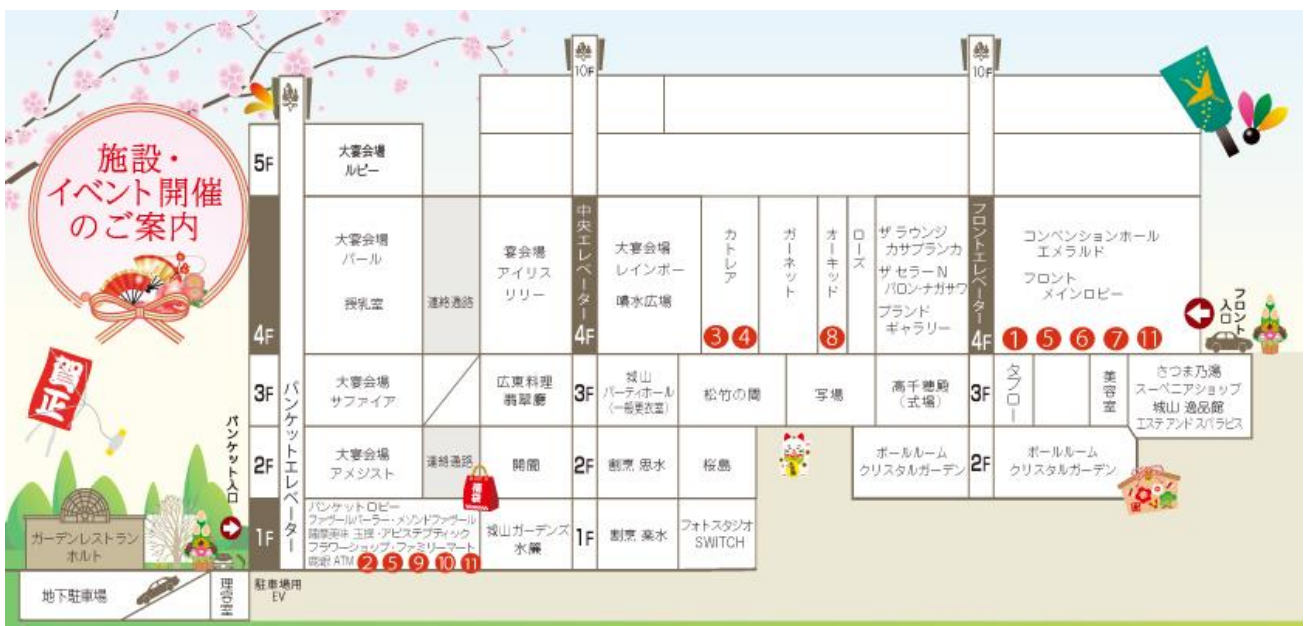 施設・
イベント開催
のご案内
賀正
10F
10F
5F
大宴会場
ルビー
4F
大宴会場
パール
授乳室
連絡通路
宴会場
アイリス
リリー
中央エレベーター
4F
大宴会場
レインボー
噴水広場
カトレア
3 4
ガーネット
オーキッド
8
ローズ
ザ ラウンジ
カサブランカ
ザ セラー N
バロン・ナガサワ
ブランド
ギャラリー
フロントエレベーター
4F
コンベンションホール
エメラルド
フロント
メインロビー
1 5 6 7 11
フロント
入口
3F
バンケットエレベーター
大宴会場
サファイア
広東料理
翡翠廳
3F
城山
パーティホール
(一般更衣室)
松竹の間
写場
高千穂殿
(式場)
3F
タブロー
美容室
さつま乃湯
スーベニアショップ
城山 逸品館
エステ アンド スパ ラビス
バンケット入口
2F
大宴会場
アメジスト
連絡通路
開聞
2F
割烹 思水
桜島
ボールルーム
クリスタルガーデン
2F
ボールルーム
クリスタルガーデン
福袋
1F
バンケットロビー
ファヴールパーラー・メゾンドファヴール
フラワーショップ・ファミリーマート
ATM 2 5 9 10 11
城山ガーデンズ
水簾
1F
割烹 楽水
フォトスタジオ
SWITCH
ガーデンレストラン
ホルト
地下駐車場
理容室
駐車場用
EV